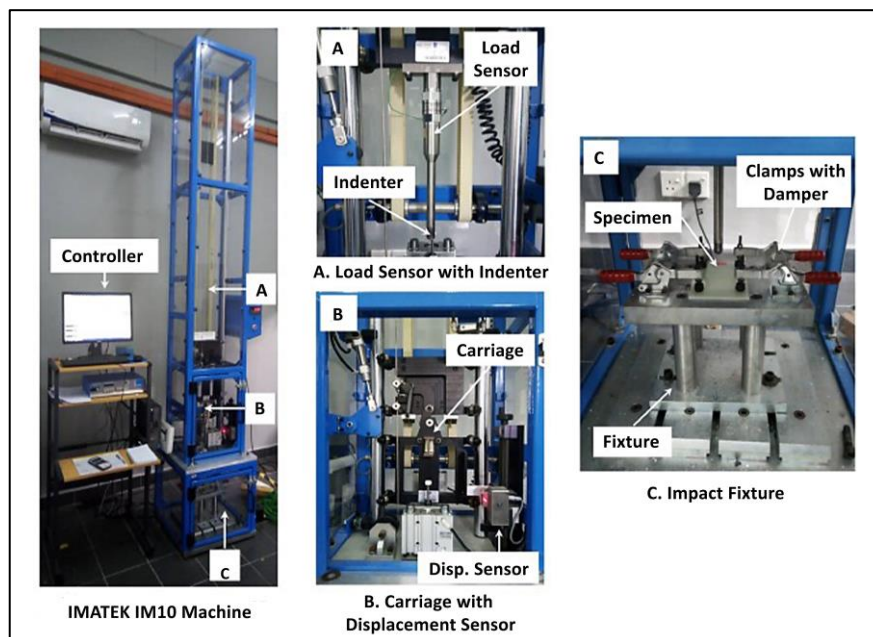 Controller
A
B
C
IMATEK IM10 Machine
A
Load
Sensor
Indenter
A. Load Sensor with Indenter
B
Carriage
Disp. Sensor
B. Carriage with
Displacement Sensor
C
Clamps with
Damper
Specimen
Fixture
C. Impact Fixture